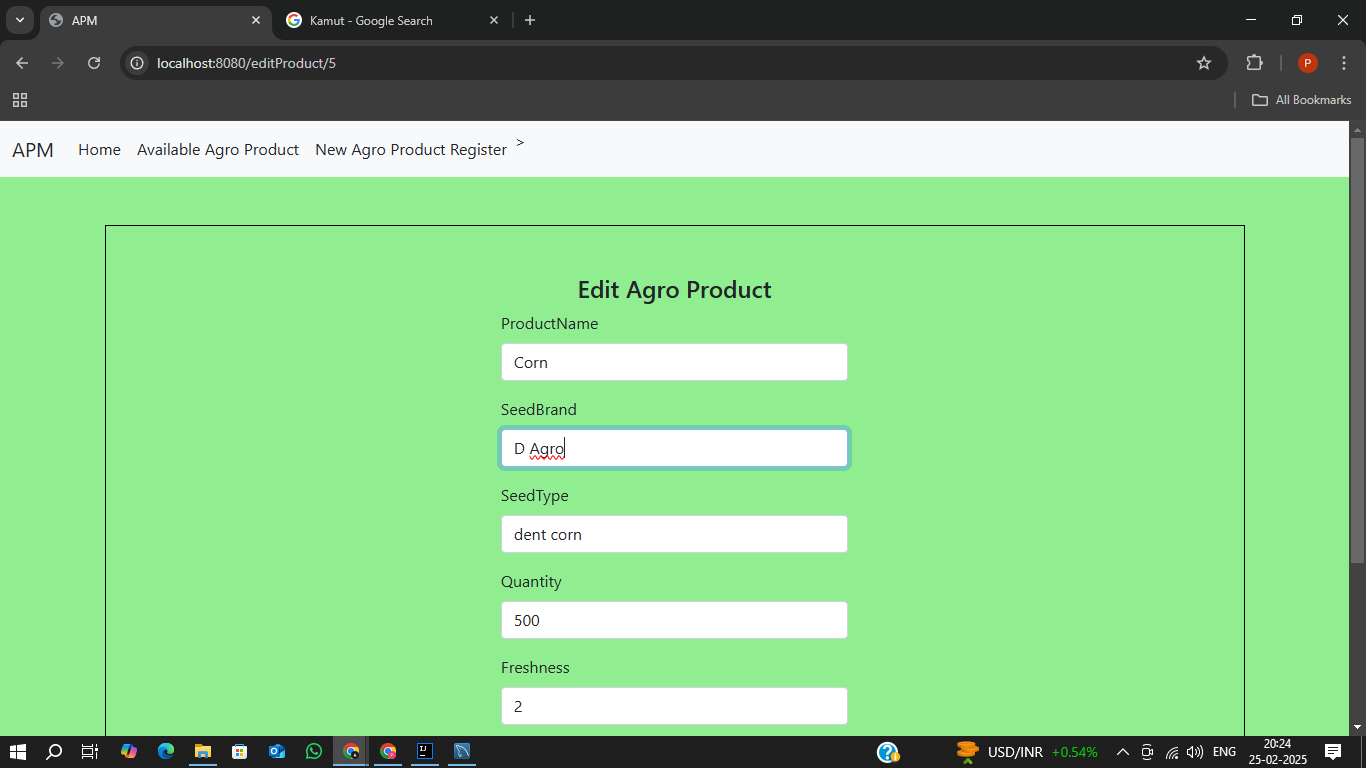 APM
Kamut - Google Search
localhost:8080/editProduct/5
P
All Bookmarks
APM Home Available Agro Product New Agro Product Register >
Edit Agro Product
ProductName
Corn
SeedBrand
D Agro
SeedType
dent corn
Quantity
500
Freshness
2
USD/INR +0.54%
ENG
20:24
25-02-2025